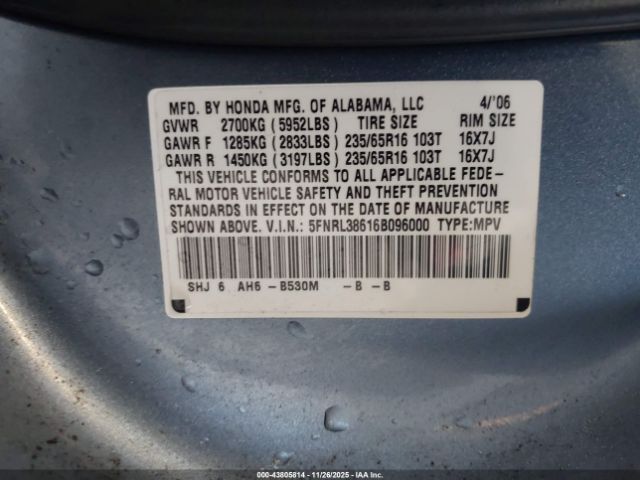 MFD. BY HONDA MFG. OF ALABAMA, LLC 4/'06
GVWR 2700KG (5952LBS) TIRE SIZE RIM SIZE
GAWR F 1285KG (2833LBS) 235/65R16 103T 16X7J
GAWR R 1450KG (3197LBS) 235/65R16 103T 16X7J
THIS VEHICLE CONFORMS TO ALL APPLICABLE FEDE-
RAL MOTOR VEHICLE SAFETY AND THEFT PREVENTION
STANDARDS IN EFFECT ON THE DATE OF MANUFACTURE
SHOWN ABOVE. V.I.N.: 5FNRL38616B096000 TYPE:MPV
SHJ 6 AH6 -B530M -B -B
000-43805814 - 11/26/2025 - IAA Inc.